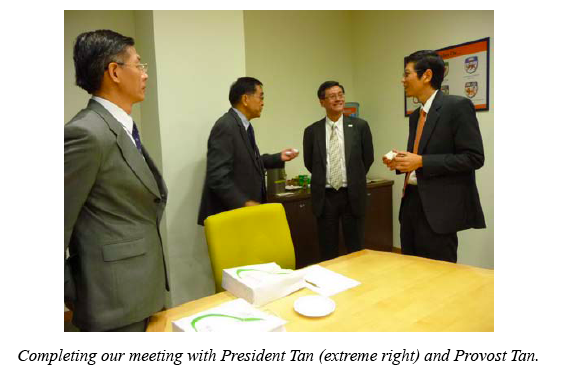 Completing our meeting with President Tan (extreme right) and Provost Tan.